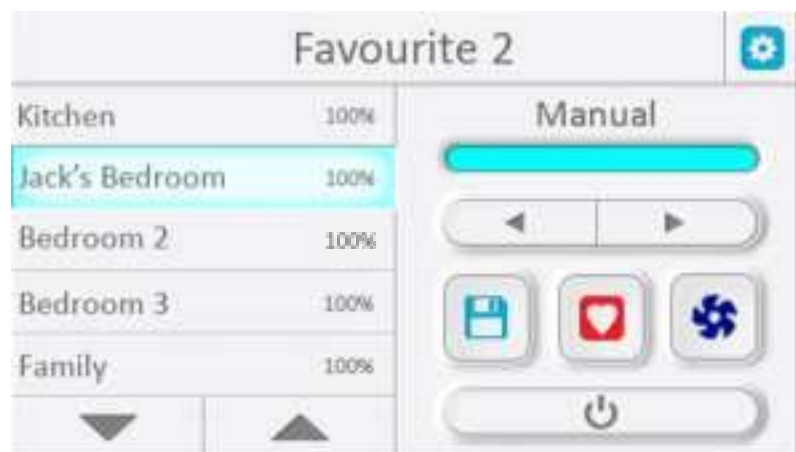 Favourite 2
Kitchen 100%
Manual
Jack's Bedroom 100%
Bedroom 2 100%
Bedroom 3 100%
Family 100%